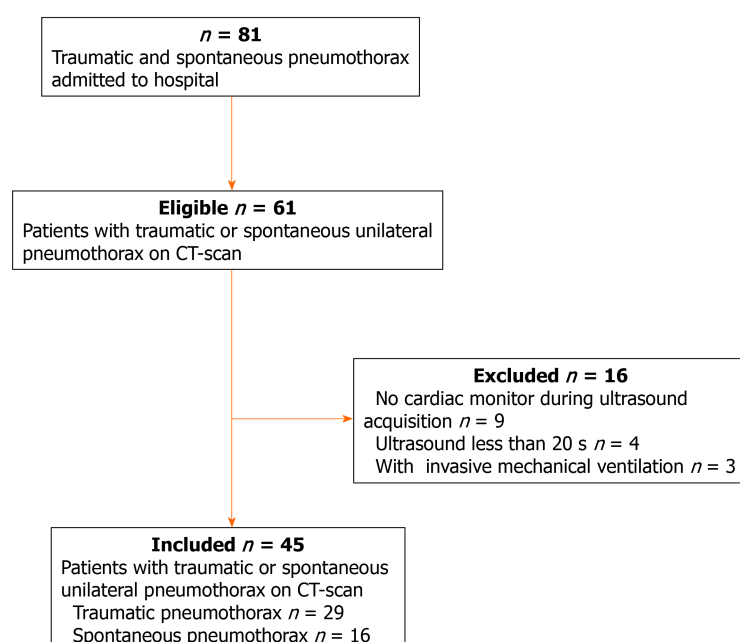 n = 81
Traumatic and spontaneous pneumothorax
admitted to hospital
Eligible n = 61
Patients with traumatic or spontaneous unilateral
pneumothorax on CT-scan
Excluded n = 16
No cardiac monitor during ultrasound
acquisition n = 9
Ultrasound less than 20 s n = 4
With invasive mechanical ventilation n = 3
Included n = 45
Patients with traumatic or spontaneous
unilateral pneumothorax on CT-scan
Traumatic pneumothorax n = 29
Spontaneous pneumothorax n = 16